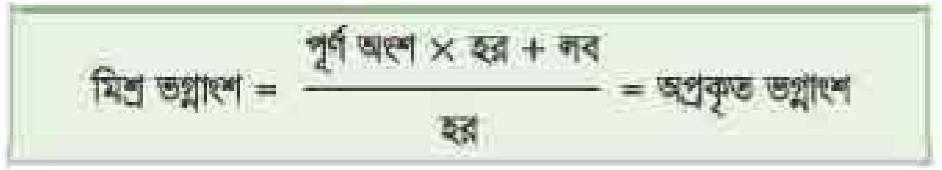 মিশ্র ভগ্নাংশ = পূর্ণ অংশ × হর + লব / হর = অপ্রকৃত ভগ্নাংশ